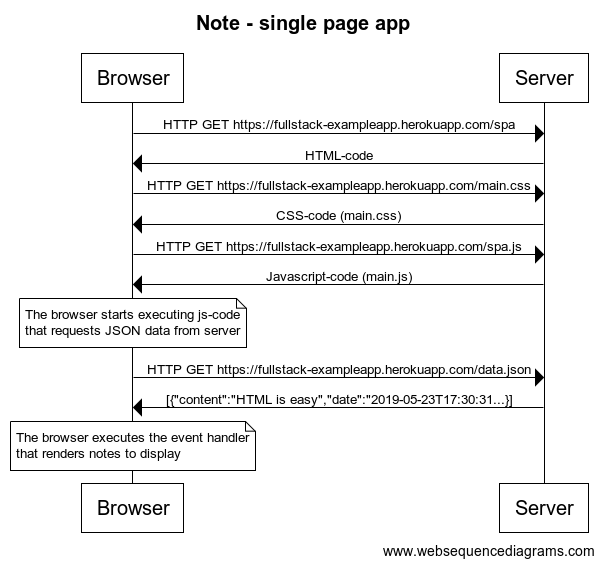 Note - single page app
Browser
Server
HTTP GET https://fullstack-exampleapp.herokuapp.com/spa
HTML-code
HTTP GET https://fullstack-exampleapp.herokuapp.com/main.css
CSS-code (main.css)
HTTP GET https://fullstack-exampleapp.herokuapp.com/spa.js
Javascript-code (main.js)
The browser starts executing js-code
that requests JSON data from server
HTTP GET https://fullstack-exampleapp.herokuapp.com/data.json
[{"content":"HTML is easy","date":"2019-05-23T17:30:31...}]
The browser executes the event handler
that renders notes to display
Browser
Server
www.websequencediagrams.com